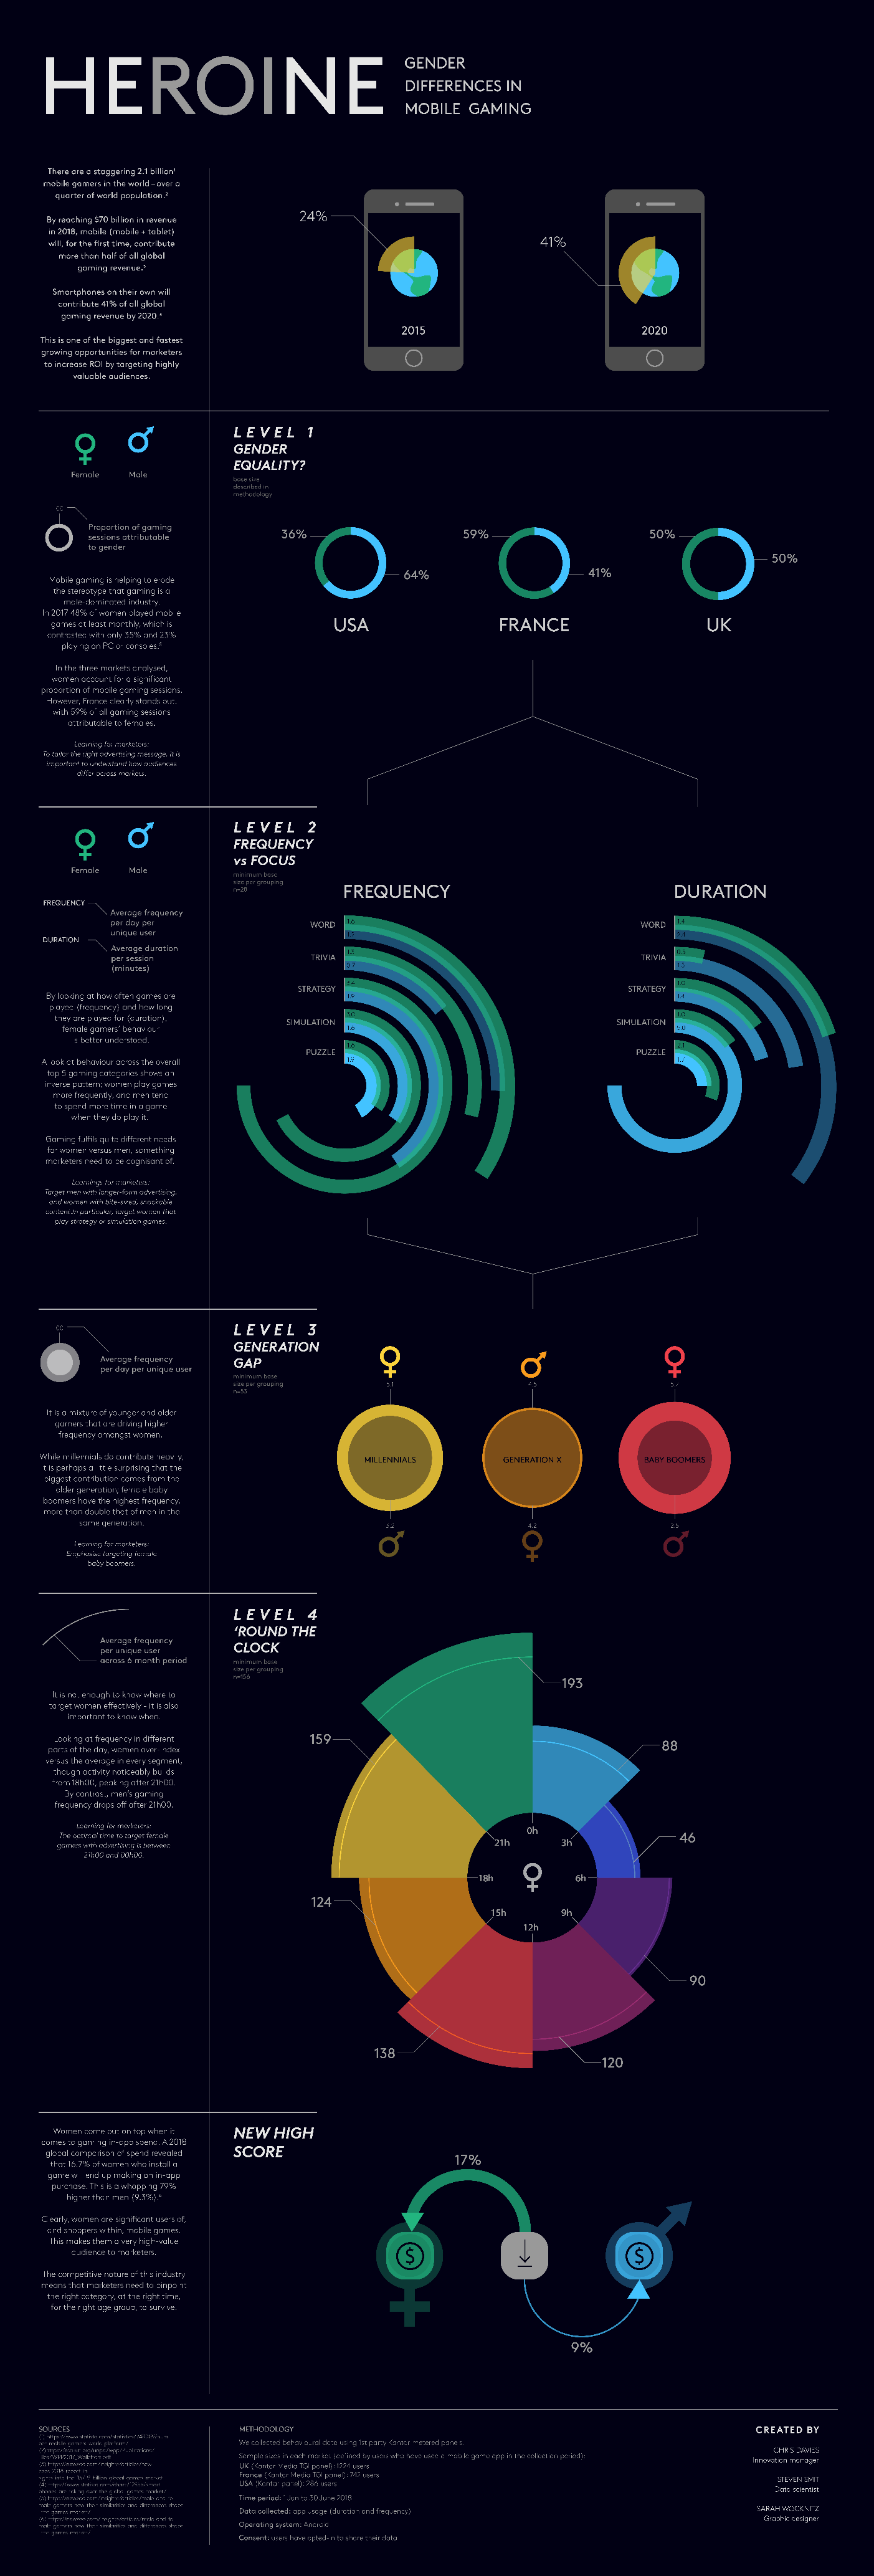 HEROINE
GENDER
DIFFERENCES IN
MOBILE GAMING
There are a staggering 2.1 billion¹
mobile gamers in the world – over a
quarter of world population.²
By reaching $70 billion in revenue
in 2018, mobile (mobile + tablet)
will, for the first time, contribute
more than half of all global
gaming revenue.³
Smartphones on their own will
contribute 41% of all global
gaming revenue by 2020.⁴
This is one of the biggest and fastest
growing opportunities for marketers
to increase ROI by targeting highly
valuable audiences.
24%
2015
41%
2020
Female
Male
Proportion of gaming
sessions attributable
to gender
Mobile gaming is helping to erode
the stereotype that gaming is a
male-dominated industry.
In 2017 48% of women played mobile
games at least monthly, which is
contrasted with only 35% and 23%
playing on PC or consoles.⁵
In the three markets analysed,
women account for a significant
proportion of mobile gaming sessions.
However, France clearly stands out,
with 59% of all gaming sessions
attributable to females.
Learning for marketers:
To tailor the right advertising message, it is
important to understand how audiences
differ across markets.
LEVEL 1
GENDER
EQUALITY?
base size
described in
methodology
36%
64%
USA
59%
41%
FRANCE
50%
50%
UK
Female
Male
FREQUENCY
Average frequency
per day per
unique user
DURATION
Average duration
per session
(minutes)
By looking at how often games are
played (frequency) and how long
they are played for (duration),
female gamers' behaviour
is better understood.
A look at behaviour across the overall
top 5 gaming categories shows an
inverse pattern; women play games
more frequently, and men tend
to spend more time in a game
when they do play it.
Gaming fulfils quite different needs
for women versus men, something
marketers need to be cognisant of.
Learnings for marketers:
Target men with longer-form advertising,
and women with bite-sized, snackable
content. In particular, target women that
play strategy or simulation games.
LEVEL 2
FREQUENCY
vs FOCUS
minimum base
size per grouping
n=28
FREQUENCY
WORD
TRIVIA
STRATEGY
1.9
SIMULATION
1.6
PUZZLE
1.6
1.9
DURATION
WORD
TRIVIA
STRATEGY
1.4
SIMULATION
5.0
PUZZLE
2.1
1.7
Average frequency
per day per unique user
It is a mixture of younger and older
gamers that are driving higher
frequency amongst women.
While millennials do contribute heavily,
it is perhaps a little surprising that the
biggest contribution comes from the
older generation; female baby
boomers have the highest frequency,
more than double that of men in the
same generation.
Learning for marketers:
Emphasise targeting female
baby boomers.
LEVEL 3
GENERATION
GAP
minimum base
size per grouping
n=53
5.1
MILLENNIALS
3.2
4.5
GENERATION X
4.2
5.7
BABY BOOMERS
2.5
Average frequency
per unique user
across 6 month period
It is not enough to know where to
target women effectively - it is also
important to know when.
Looking at frequency in different
parts of the day, women over index
versus the average in every segment,
though activity noticeably builds
from 18h00, peaking after 21h00.
By contrast, men's gaming
frequency drops off after 21h00.
Learning for marketers:
The optimal time to target female
gamers with advertising is between
21h00 and 00h00.
LEVEL 4
'ROUND THE
CLOCK
minimum base
size per grouping
n=156
193
88
159
46
124
90
138
120
0h
3h
6h
9h
12h
15h
18h
21h
Women come out on top when it
comes to gaming in-app spend. A 2018
global comparison of spend revealed
that 16.7% of women who install a
game will end up making an in-app
purchase. This is a whopping 79%
higher than men (9.3%).⁶
Clearly, women are significant users of,
and shoppers within, mobile games.
This makes them a very high-value
audience to marketers.
The competitive nature of this industry
means that marketers need to pinpoint
the right category, at the right time,
for the right age group, to survive.
NEW HIGH
SCORE
17%
$
$
9%
SOURCES
METHODOLOGY
We collected behavioural data using 1st party Kantar metered panels.
Sample sizes in each market (defined by users who have used a mobile game app in the collection period):
UK (Kantar Media TGI panel): 1224 users
France (Kantar Media TGI panel): 747 users
USA (Kantar panel): 786 users
Time period: 1 Jan to 30 June 2018
Data collected: app usage (duration and frequency)
Operating system: Android
Consent: users have opted-in to share their data
CREATED BY
CHRIS DAVIES
Innovation manager
STEVEN SMIT
Data scientist
SARAH WOCKNITZ
Graphic designer